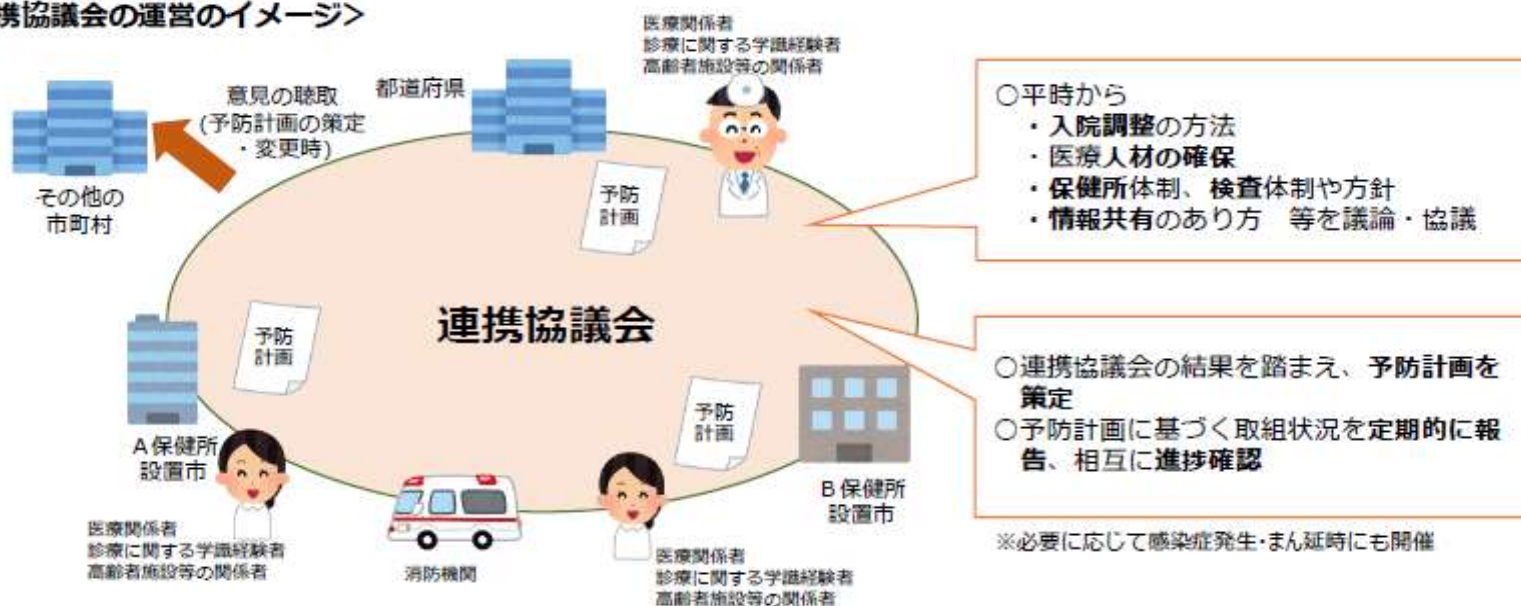 携協議会の運営のイメージ>
医療関係者
診療に関する学識経験者
高齢者施設等の関係者
都道府県
意見の聴取
(予防計画の策定
・変更時)
その他の
市町村
予防
計画
○平時から
・入院調整の方法
・医療人材の確保
・保健所体制、検査体制や方針
・情報共有のあり方　等を議論・協議
連携協議会
予防
計画
予防
計画
○連携協議会の結果を踏まえ、予防計画を
策定
○予防計画に基づく取組状況を定期的に報
告、相互に進捗確認
A保健所
設置市
B保健所
設置市
※必要に応じて感染症発生・まん延時にも開催
医療関係者
診療に関する学識経験者
高齢者施設等の関係者
消防機関
医療関係者
診療に関する学識経験者
高齢者施設等の関係者